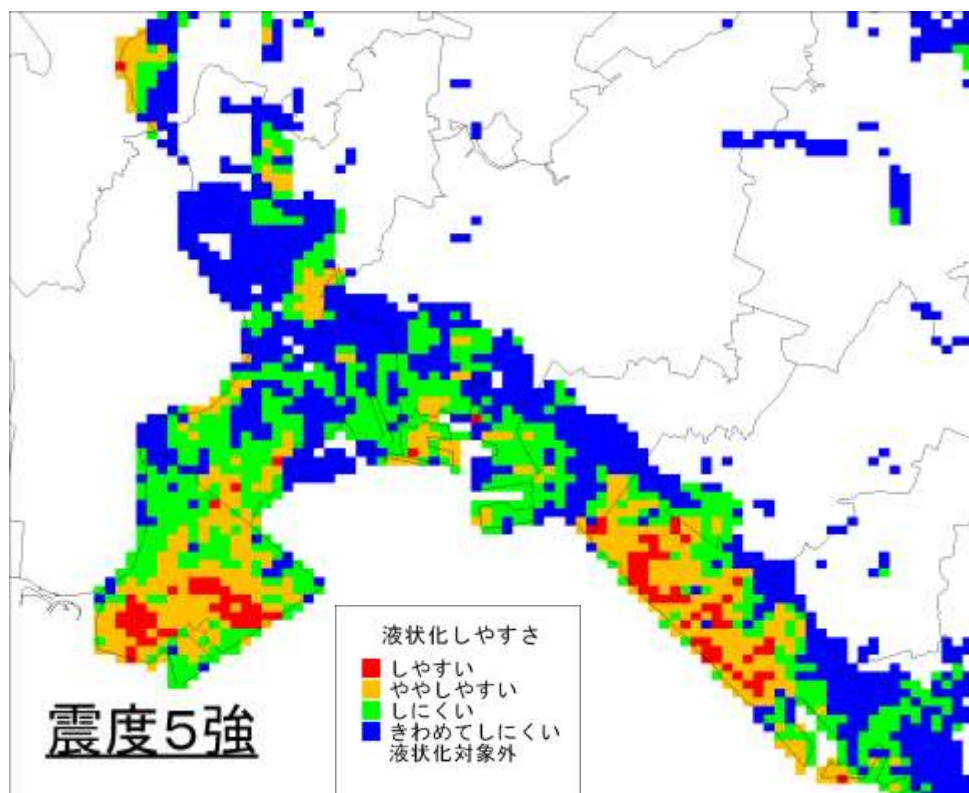 液状化しやすさ
しやすい
ややしやすい
しにくい
きわめてしにくい
液状化対象外
震度5強